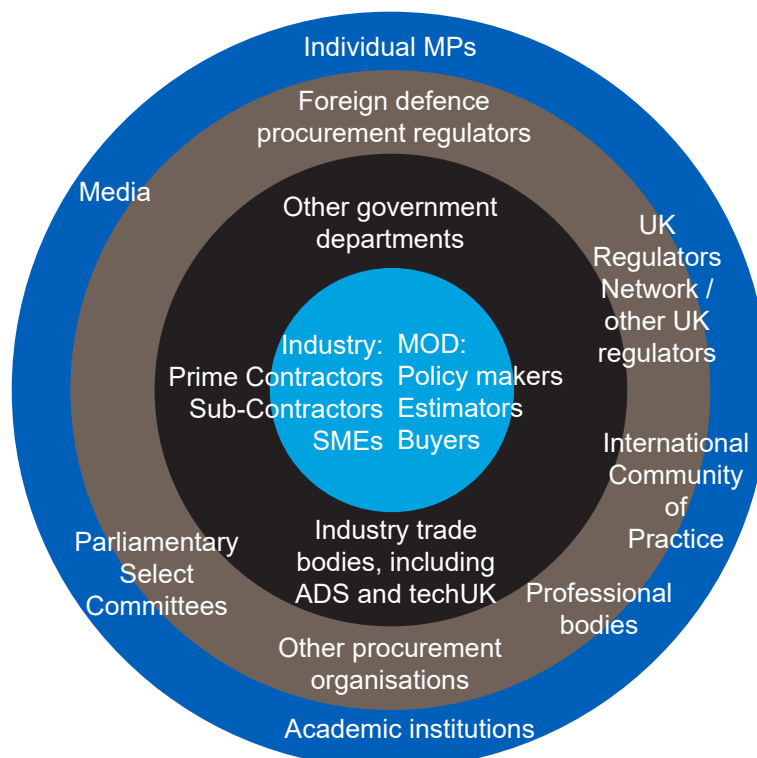 Individual MPs
Foreign defence
procurement regulators
Media
Other government
departments
UK
Regulators
Network /
other UK
regulators
Industry:
Prime Contractors
Sub-Contractors
SMEs
MOD:
Policy makers
Estimators
Buyers
International
Community
of
Practice
Parliamentary
Select
Committees
Industry trade
bodies, including
ADS and techUK
Professional
bodies
Other procurement
organisations
Academic institutions